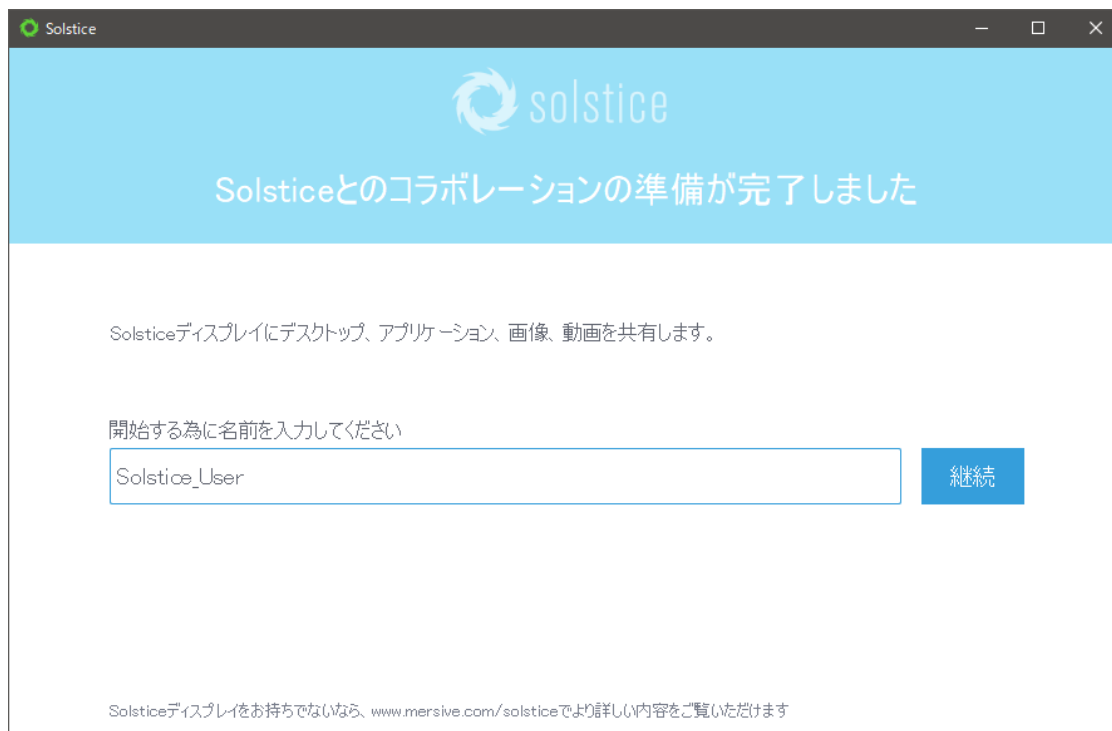 Solstice
solstice
Solsticeとのコラボレーションの準備が完了しました
Solsticeディスプレイにデスクトップ、アプリケーション、画像、動画を共有します。
開始する為に名前を入力してください
Solstice_User
継続
Solsticeディスプレイをお持ちでないなら、www.mersive.com/solsticeでより詳しい内容をご覧いただけます